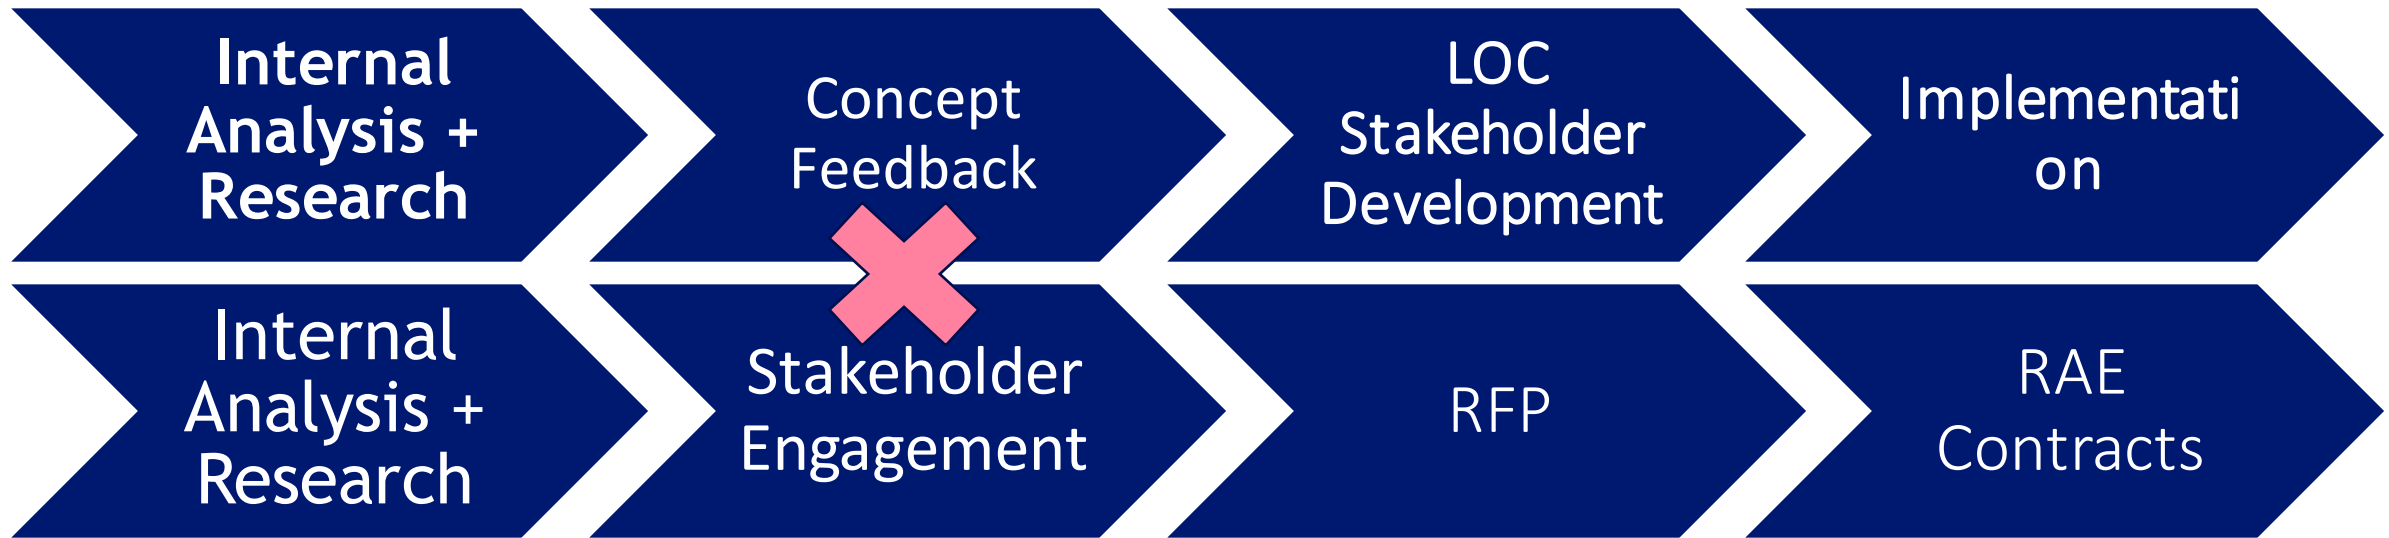 Internal
Analysis +
Research
Concept
Feedback
LOC
Stakeholder
Development
Implementati
on
Internal
Analysis +
Research
Stakeholder
Engagement
RFP
RAE
Contracts